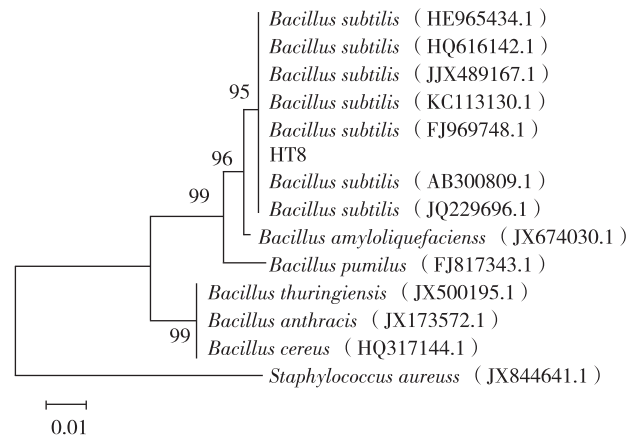 Bacillus subtilis （HE965434.1）
Bacillus subtilis （HQ616142.1）
Bacillus subtilis （JJX489167.1）
95
Bacillus subtilis （KC113130.1）
Bacillus subtilis （FJ969748.1）
HT8
96
Bacillus subtilis （AB300809.1）
99
Bacillus subtilis （JQ229696.1）
Bacillus amyloliquefacienss （JX674030.1）
Bacillus pumilus （FJ817343.1）
Bacillus thuringiensis （JX500195.1）
Bacillus anthracis （JX173572.1）
99
Bacillus cereus （HQ317144.1）
Staphylococcus aureuss （JX844641.1）
0.01